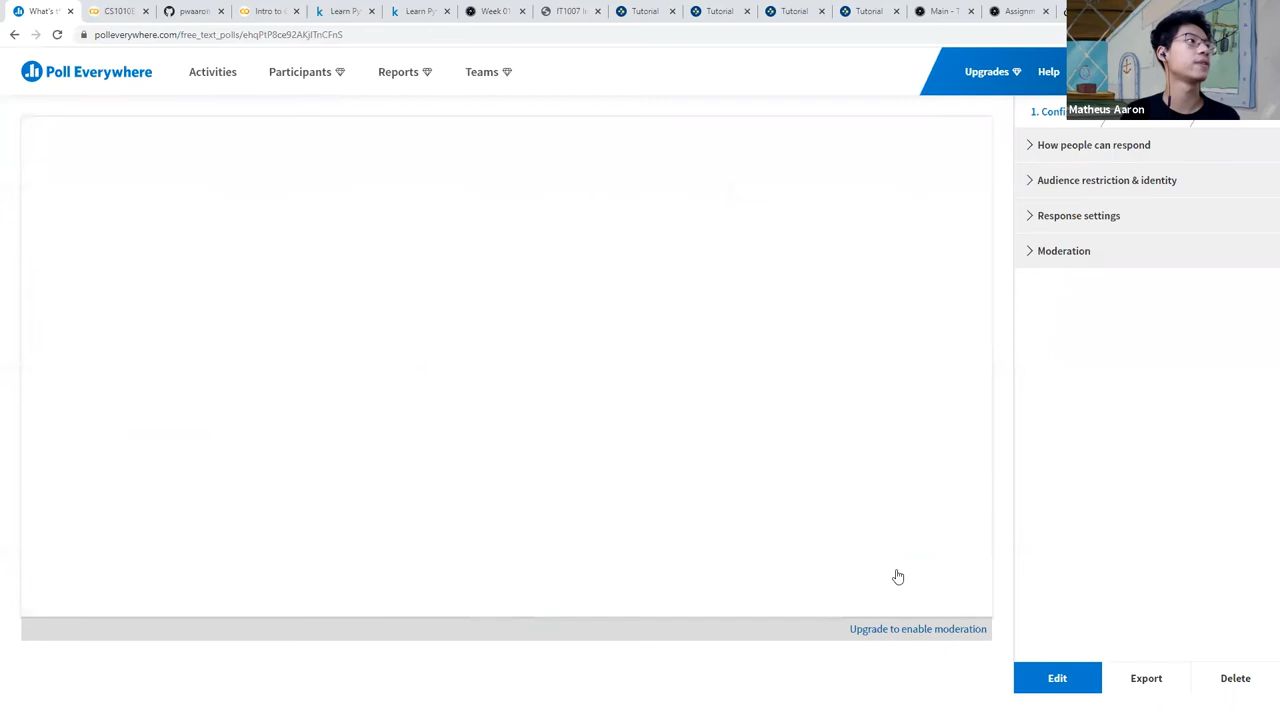 What's t
CS1010E
pwaaron
Intro to C
Learn Py
Learn Py
Week 01
IT1007 I
Tutorial
Tutorial
Tutorial
Tutorial
Main - T
Assignm
polleverywhere.com/free_text_polls/ehqPtP8ce92AKjITnCFnS
Poll Everywhere
Activities
Participants
Reports
Teams
Upgrades
Help
Matheus Aaron
1. Confi
How people can respond
Audience restriction & identity
Response settings
Moderation
Upgrade to enable moderation
Edit
Export
Delete